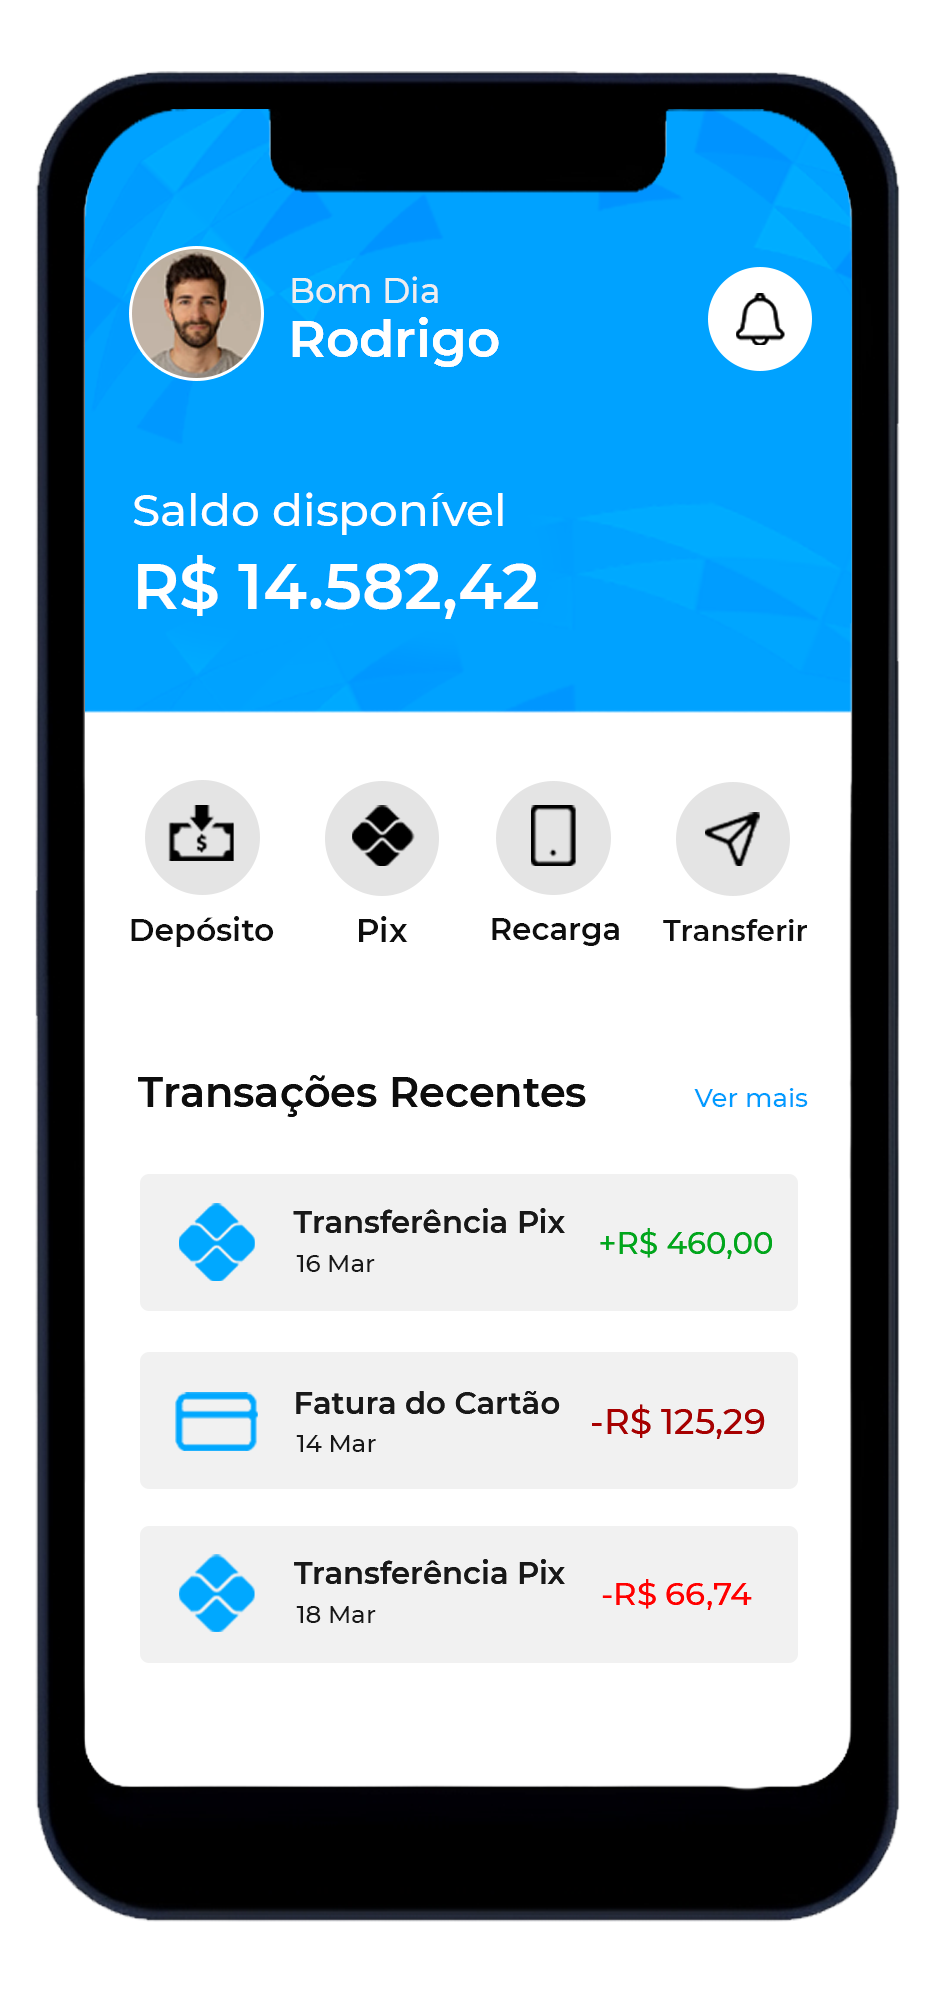 Bom Dia
Rodrigo
Saldo disponível
R$ 14.582,42
$
Depósito
Pix
Recarga
Transferir
Transações Recentes
Ver mais
Transferência Pix
+R$ 460,00
16 Mar
Fatura do Cartão
-R$ 125,29
14 Mar
Transferência Pix
-R$ 66,74
18 Mar